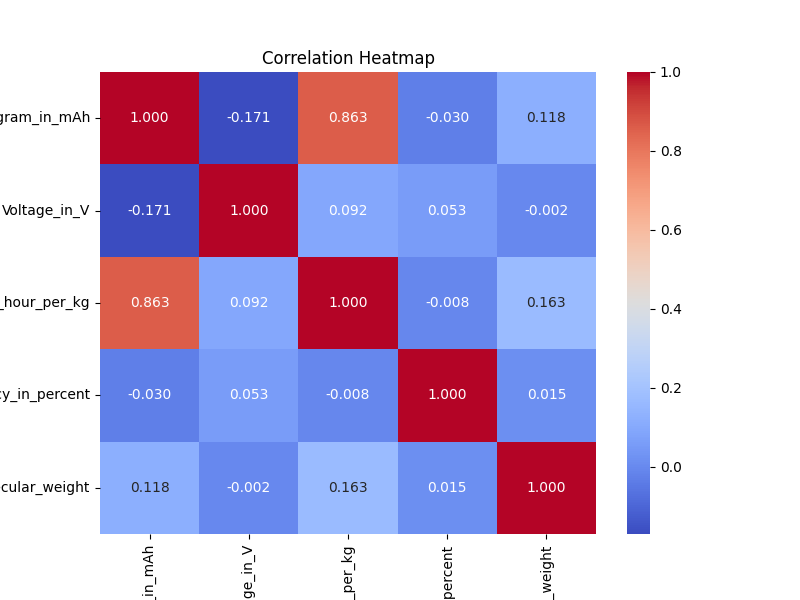 Correlation Heatmap
gram_in_mAh 1.000 -0.171 0.863 -0.030 0.118
Voltage_in_V -0.171 1.000 0.092 0.053 -0.002
_hour_per_kg 0.863 0.092 1.000 -0.008 0.163
cy_in_percent -0.030 0.053 -0.008 1.000 0.015
cular_weight 0.118 -0.002 0.163 0.015 1.000
_in_mAh ge_in_V _per_kg percent _weight
1.0
0.8
0.6
0.4
0.2
0.0